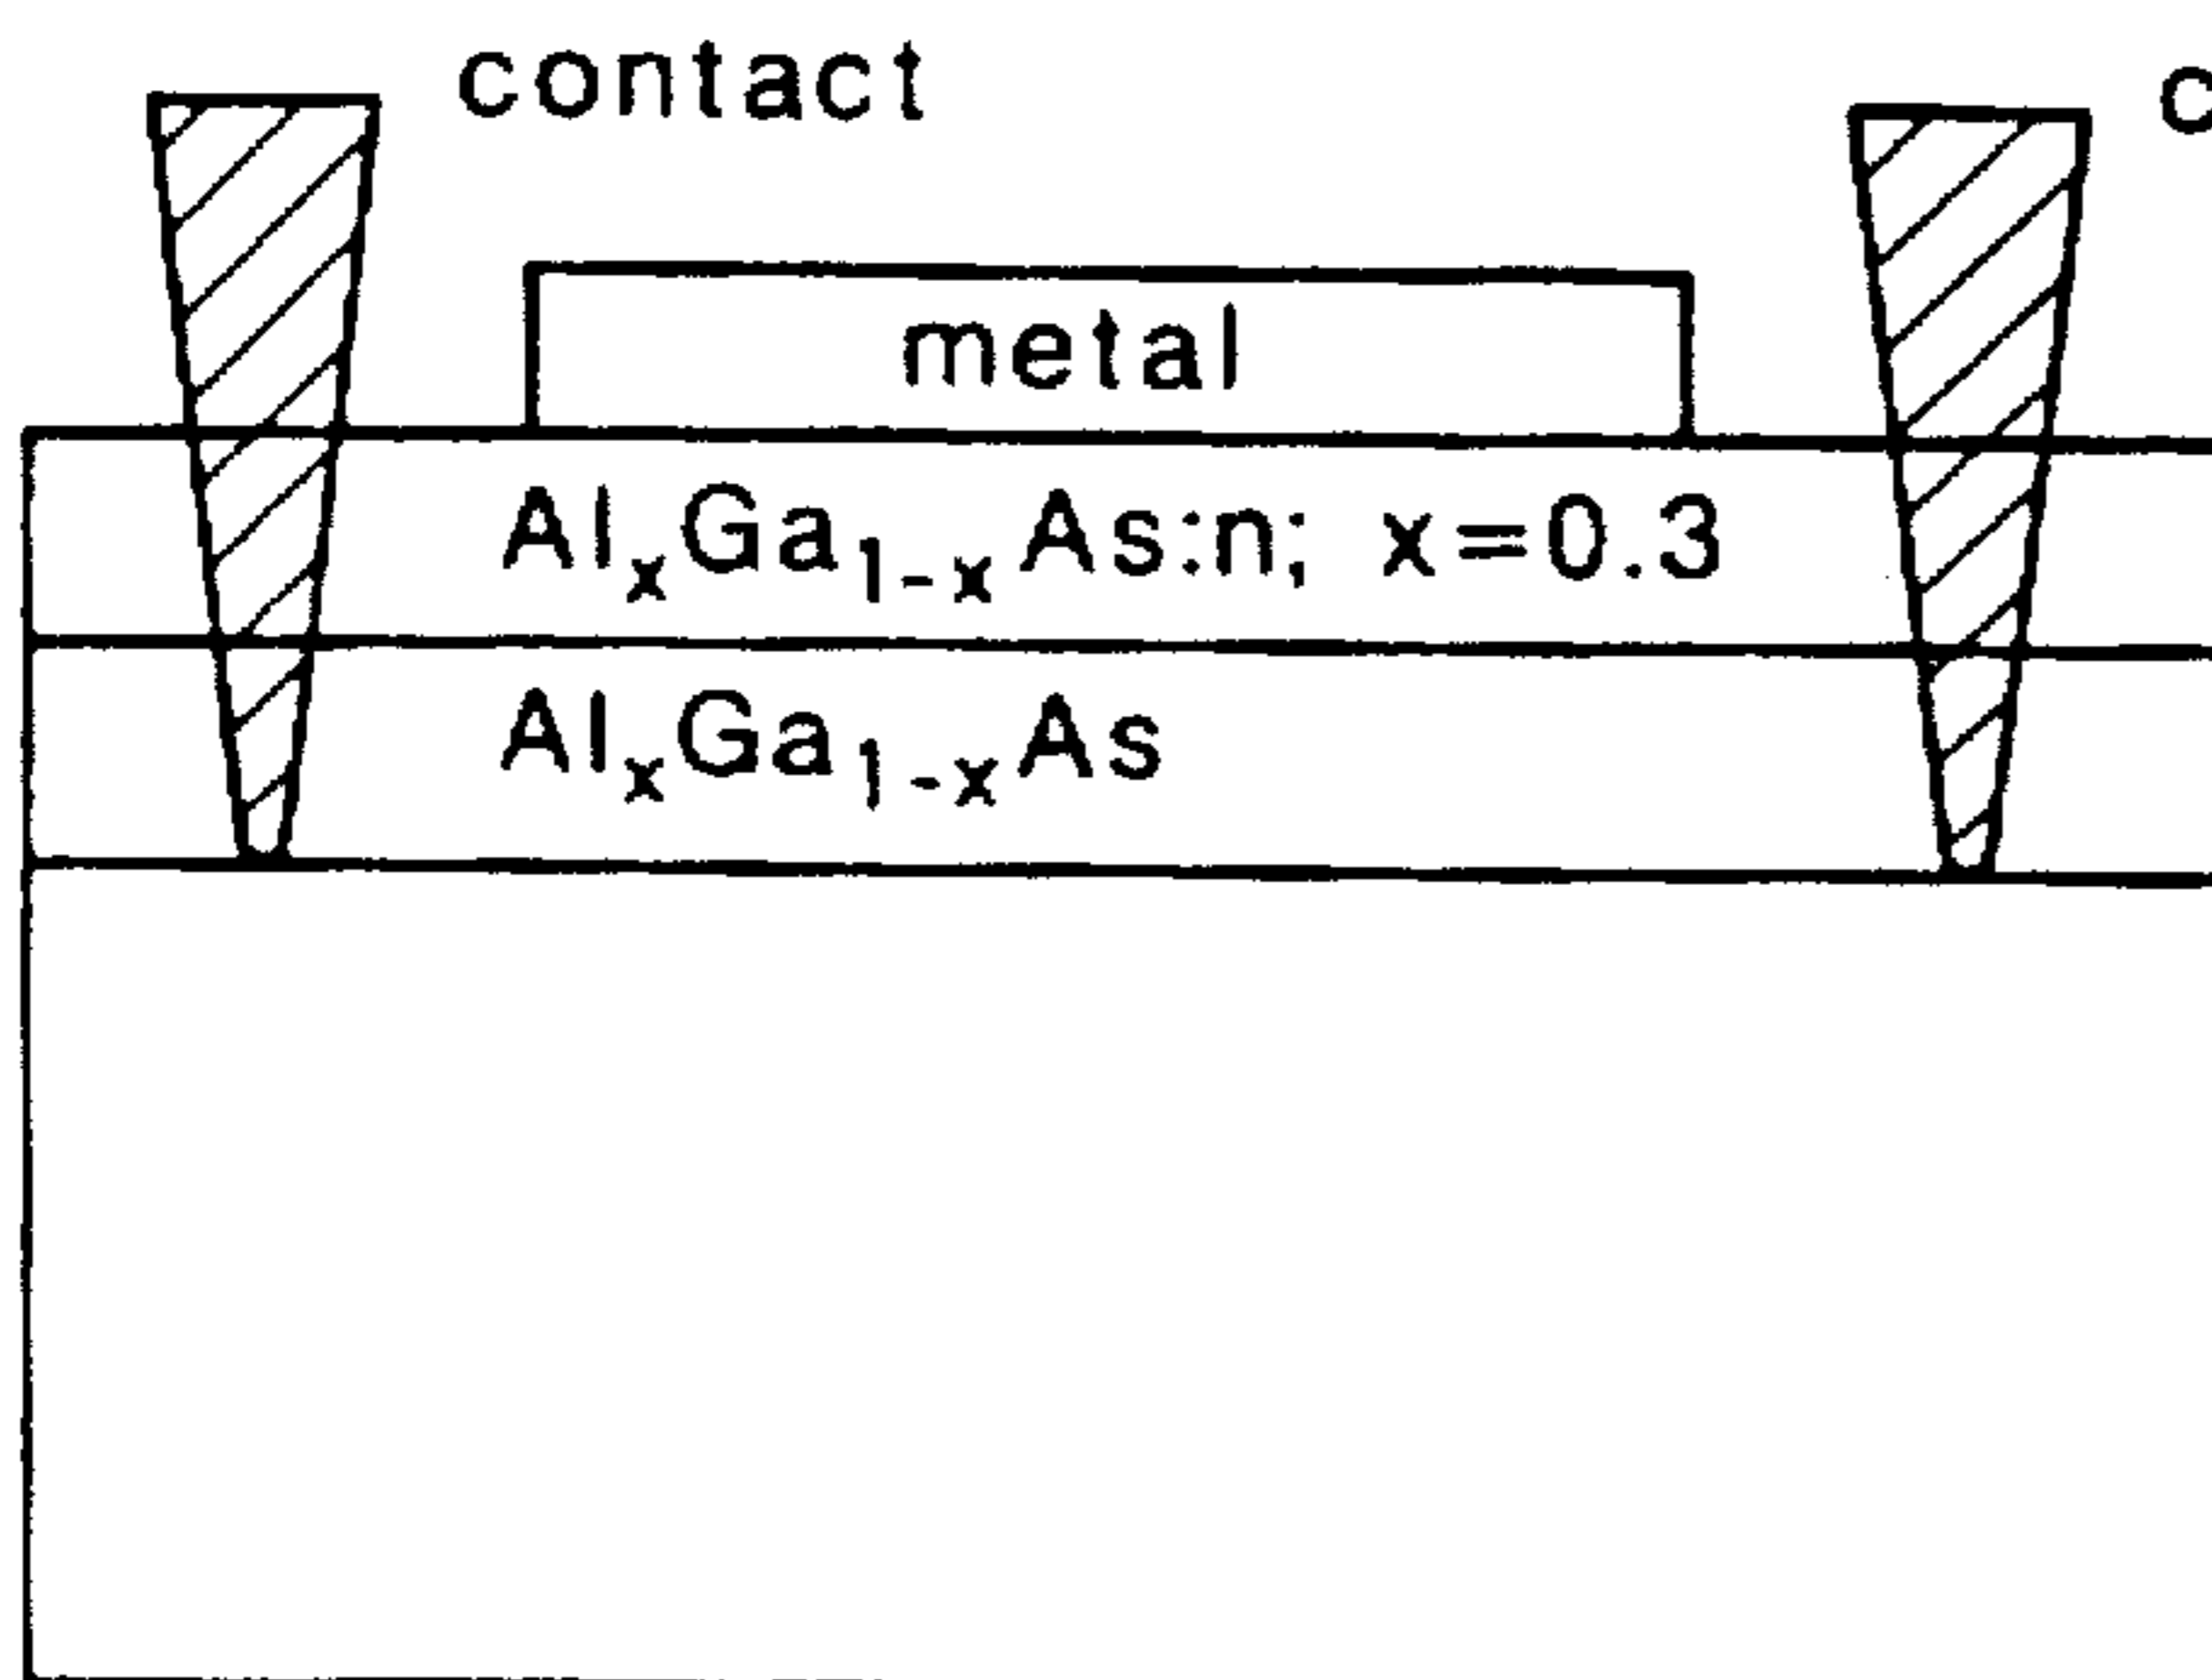 contact
metal
AlₓGa₁₋ₓAs:n; x=0.3
AlₓGa₁₋ₓAs